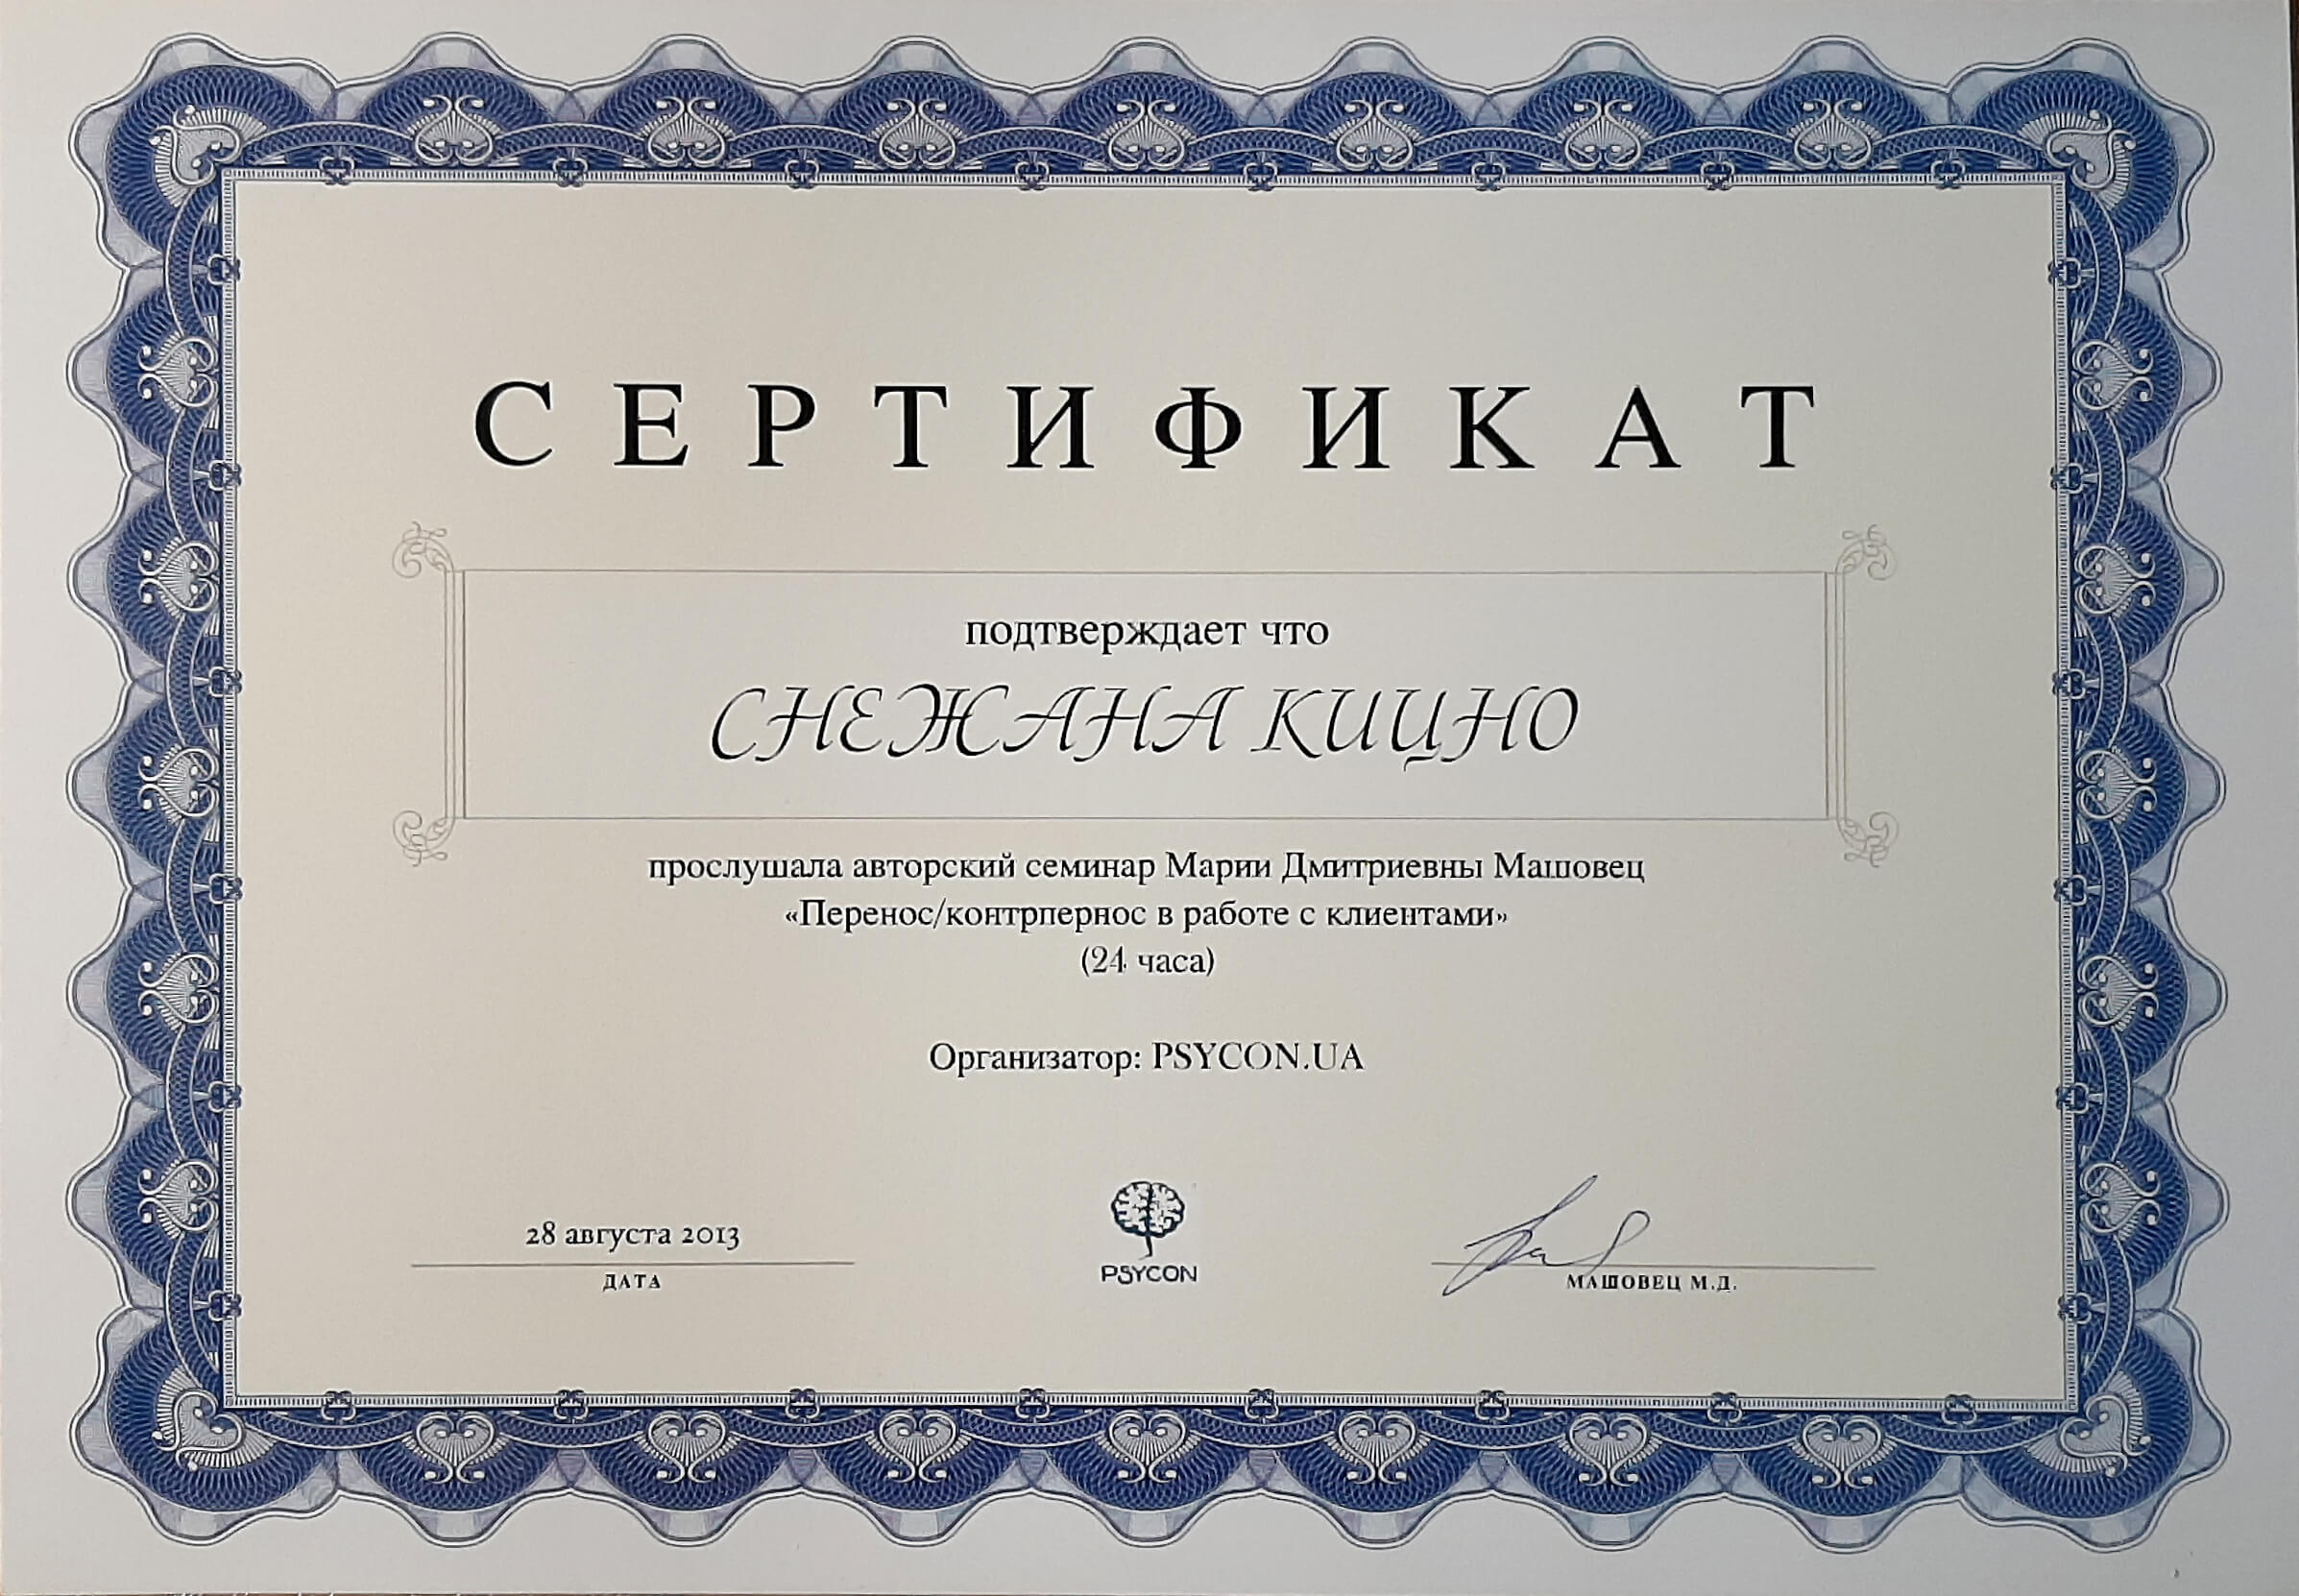 СЕРТИФИКАТ
подтверждает что
СНЕЖАНА КИЦНО
прослушала авторский семинар Марии Дмитриевны Машовец
«Перенос/контрпернос в работе с клиентами»
(24 часа)
Организатор: PSYCON.UA
28 августа 2013
ДАТА
PSYCON
МАШОВЕЦ М.Д.